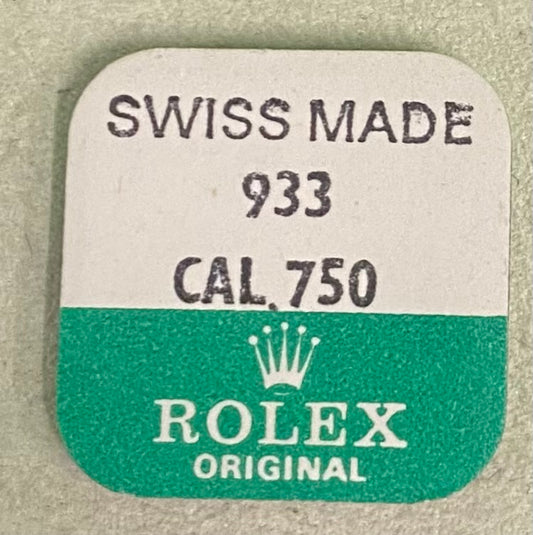 SWISS MADE
933
CAL. 750
ROLEX
ORIGINAL